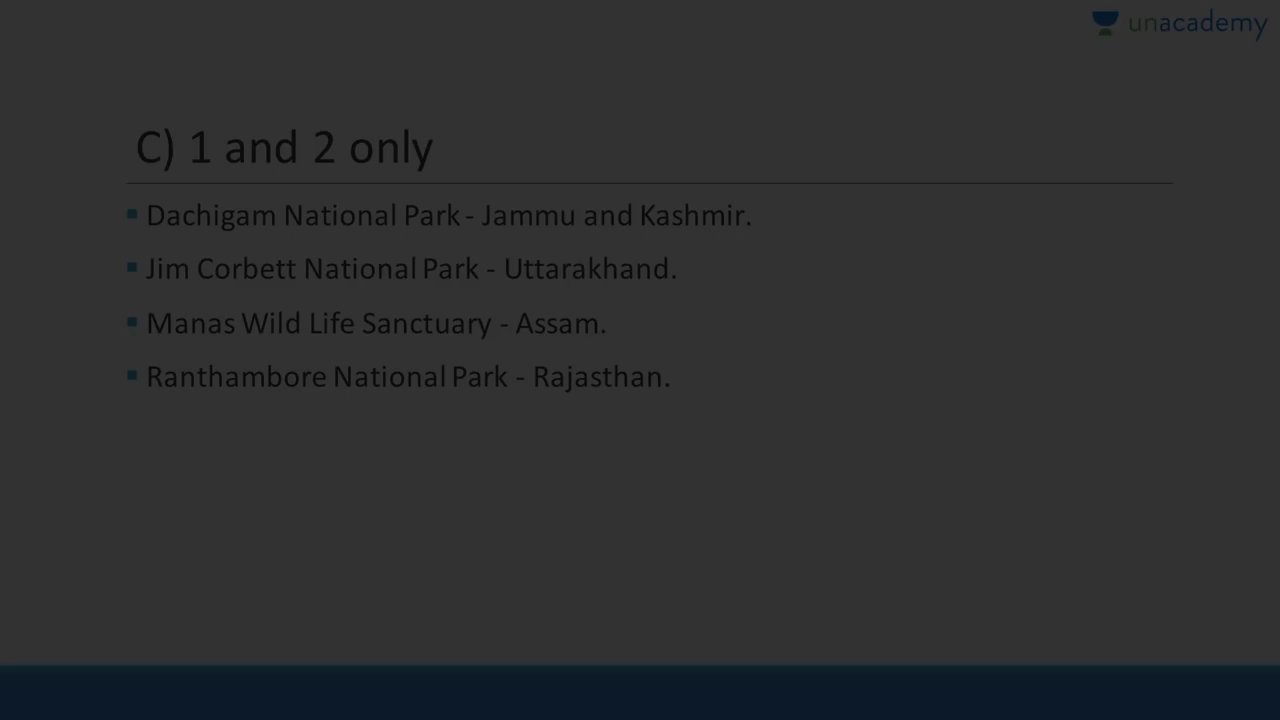 unacademy
C) 1 and 2 only
Dachigam National Park - Jammu and Kashmir.
Jim Corbett National Park - Uttarakhand.
Manas Wild Life Sanctuary - Assam.
Ranthambore National Park - Rajasthan.